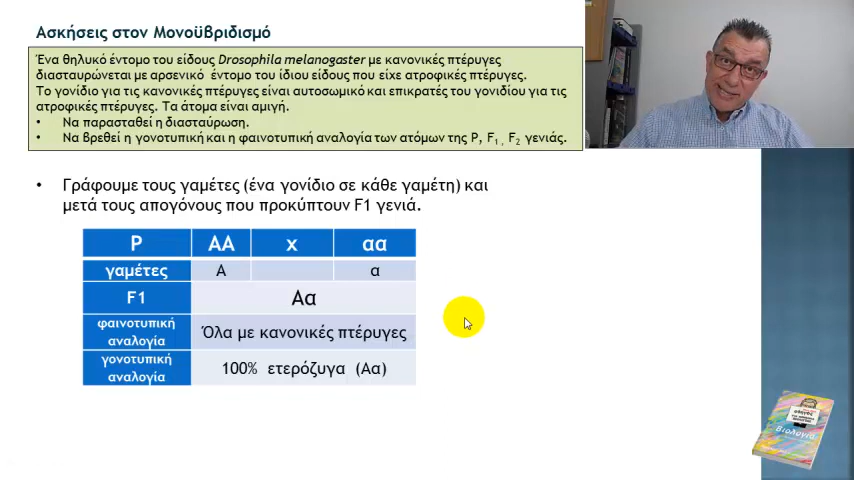 Ασκήσεις στον Μονοϋβριδισμό
Ένα θηλυκό έντομο του είδους Drosophila melanogaster με κανονικές πτέρυγες
διασταυρώνεται με αρσενικό έντομο του ίδιου είδους που είχε ατροφικές πτέρυγες.
Το γονίδιο για τις κανονικές πτέρυγες είναι αυτοσωμικό και επικρατές του γονιδίου για τις
ατροφικές πτέρυγες. Τα άτομα είναι αμιγή.
• Να παρασταθεί η διασταύρωση.
• Να βρεθεί η γονοτυπική και η φαινοτυπική αναλογία των ατόμων της P, F1, F2 γενιάς.
• Γράφουμε τους γαμέτες (ένα γονίδιο σε κάθε γαμέτη) και
μετά τους απογόνους που προκύπτουν F1 γενιά.
P ΑΑ x αα
γαμέτες Α α
F1 Αα
φαινοτυπική
αναλογία
Όλα με κανονικές πτέρυγες
γονοτυπική
αναλογία
100% ετερόζυγα (Αα)
Βιολογία